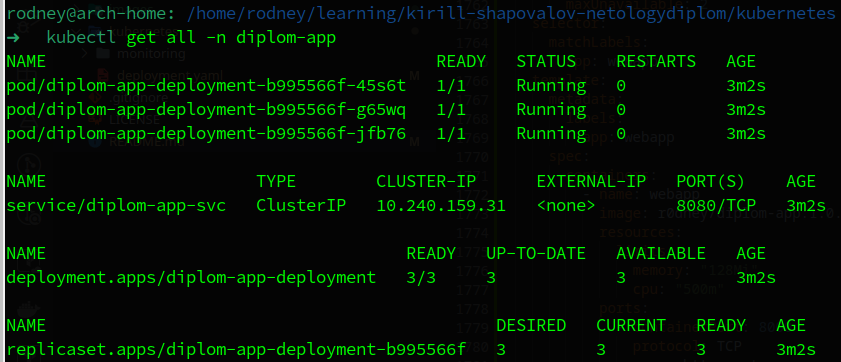 rodney@arch-home: /home/rodney/learning/kirill-shapovalov-netologydiplom/kubernetes
➜ kubectl get all -n diplom-app
NAME READY STATUS RESTARTS AGE
pod/diplom-app-deployment-b995566f-45s6t 1/1 Running 0 3m2s
pod/diplom-app-deployment-b995566f-g65wq 1/1 Running 0 3m2s
pod/diplom-app-deployment-b995566f-jfb76 1/1 Running 0 3m2s
NAME TYPE CLUSTER-IP EXTERNAL-IP PORT(S) AGE
service/diplom-app-svc ClusterIP 10.240.159.31 <none> 8080/TCP 3m2s
NAME READY UP-TO-DATE AVAILABLE AGE
deployment.apps/diplom-app-deployment 3/3 3 3 3m2s
NAME DESIRED CURRENT READY AGE
replicaset.apps/diplom-app-deployment-b995566f 3 3 3 3m2s